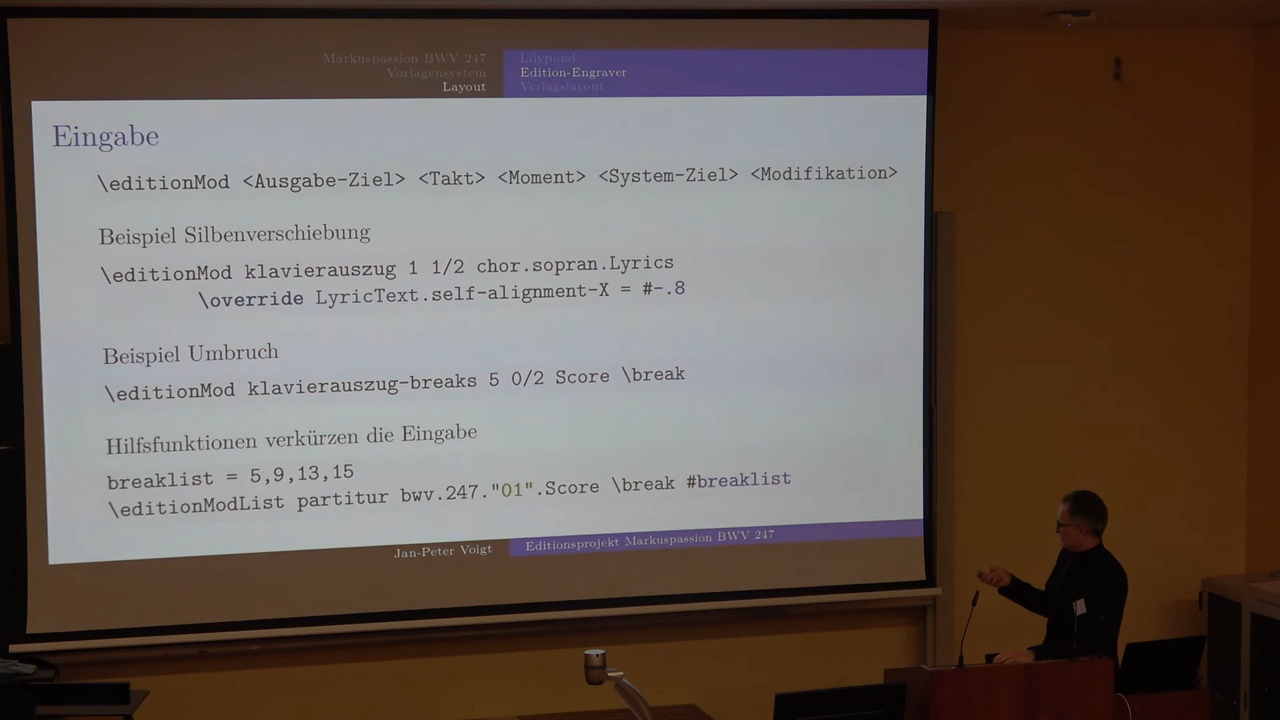 Markuspassion BWV 247
Vorlagensystem
Layout
Lilypond
Edition-Engraver
Verlagslayout
Eingabe
\editionMod <Ausgabe-Ziel> <Takt> <Moment> <System-Ziel> <Modifikation>
Beispiel Silbenverschiebung
\editionMod klavierauszug 1 1/2 chor.sopran.Lyrics
\override LyricText.self-alignment-X = #-.8
Beispiel Umbruch
\editionMod klavierauszug-breaks 5 0/2 Score \break
Hilfsfunktionen verkürzen die Eingabe
breaklist = 5,9,13,15
\editionModList partitur bwv.247."01".Score \break #breaklist
Jan-Peter Voigt
Editionsprojekt Markuspassion BWV 247